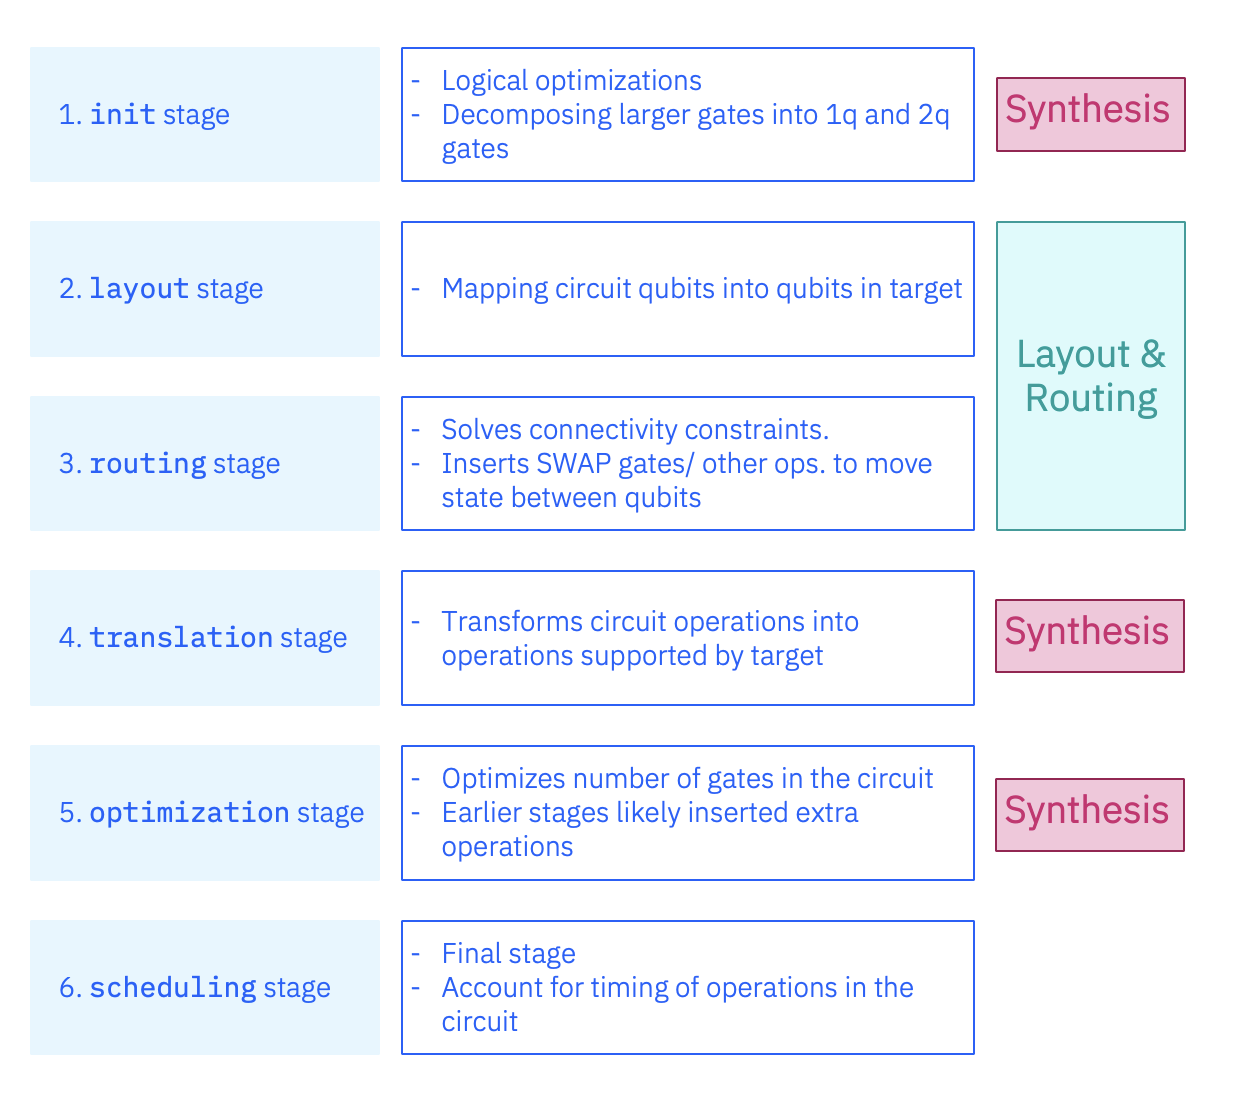 1. init stage
- Logical optimizations
- Decomposing larger gates into 1q and 2q
gates
Synthesis
2. layout stage
- Mapping circuit qubits into qubits in target
Layout &
Routing
3. routing stage
- Solves connectivity constraints.
- Inserts SWAP gates/ other ops. to move
state between qubits
4. translation stage
- Transforms circuit operations into
operations supported by target
Synthesis
5. optimization stage
- Optimizes number of gates in the circuit
- Earlier stages likely inserted extra
operations
Synthesis
6. scheduling stage
- Final stage
- Account for timing of operations in the
circuit